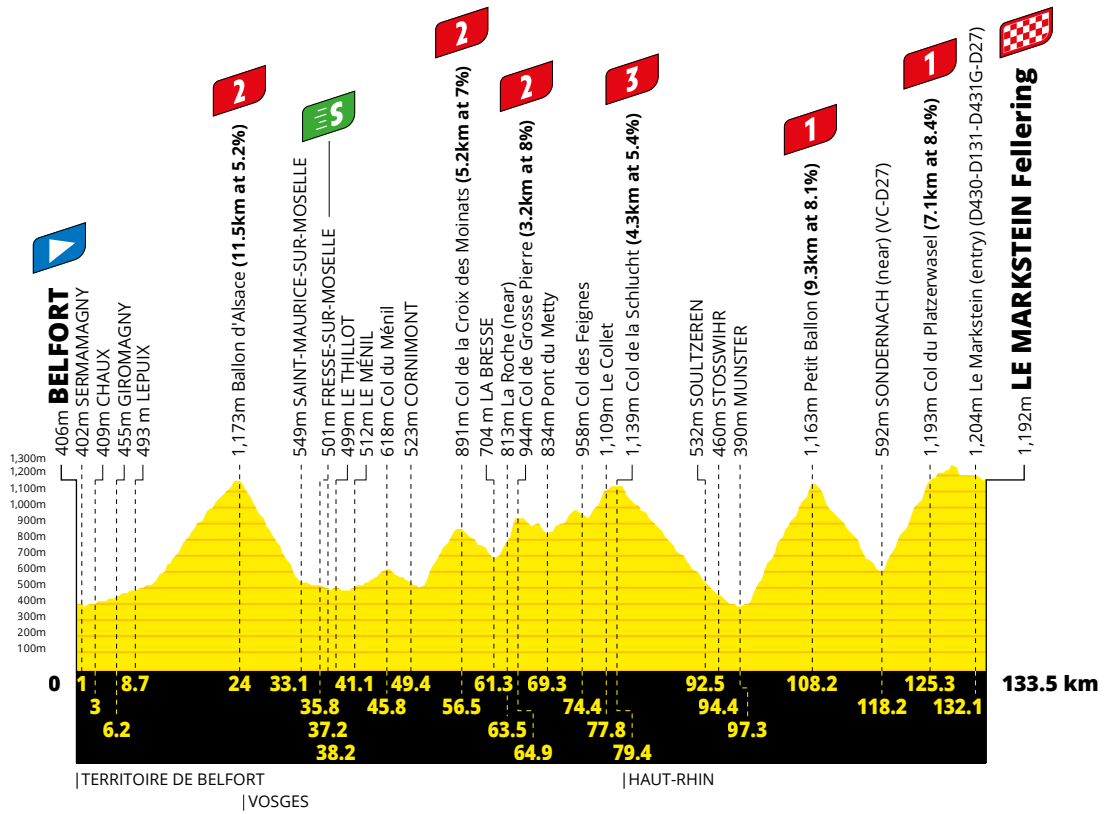 2
S
2
2
3
1
1
406m BELFORT
402m SERMAMAGNY
409m CHAUX
455m GIROMAGNY
493 m LEPUIX
1,173m Ballon d'Alsace (11.5km at 5.2%)
549m SAINT-MAURICE-SUR-MOSELLE
501m FRESSE-SUR-MOSELLE
499m LE THILLOT
512m LE MÉNIL
618m Col du Ménil
523m CORNIMONT
891m Col de la Croix des Moinats (5.2km at 7%)
704 m LA BRESSE
813m La Roche (near)
944m Col de Grosse Pierre (3.2km at 8%)
834m Pont du Metty
958m Col des Feignes
1,109m Le Collet
1,139m Col de la Schlucht (4.3km at 5.4%)
532m SOULTZEREN
460m STOSSWIHR
390m MUNSTER
1,163m Petit Ballon (9.3km at 8.1%)
592m SONDERNACH (near) (VC-D27)
1,193m Col du Platzerwasel (7.1km at 8.4%)
1,204m Le Markstein (entry) (D430-D131-D431G-D27)
1,192m LE MARKSTEIN Fellering
1,300m
1,200m
1,100m
1,000m
900m
800m
700m
600m
500m
400m
300m
200m
100m
0 1 8.7 24 33.1 41.1 49.4 61.3 69.3 92.5 108.2 125.3 133.5 km
3 35.8 45.8 56.5 74.4 94.4 118.2 132.1
6.2 37.2 63.5 77.8 97.3
38.2 64.9 79.4
|TERRITOIRE DE BELFORT |HAUT-RHIN
|VOSGES